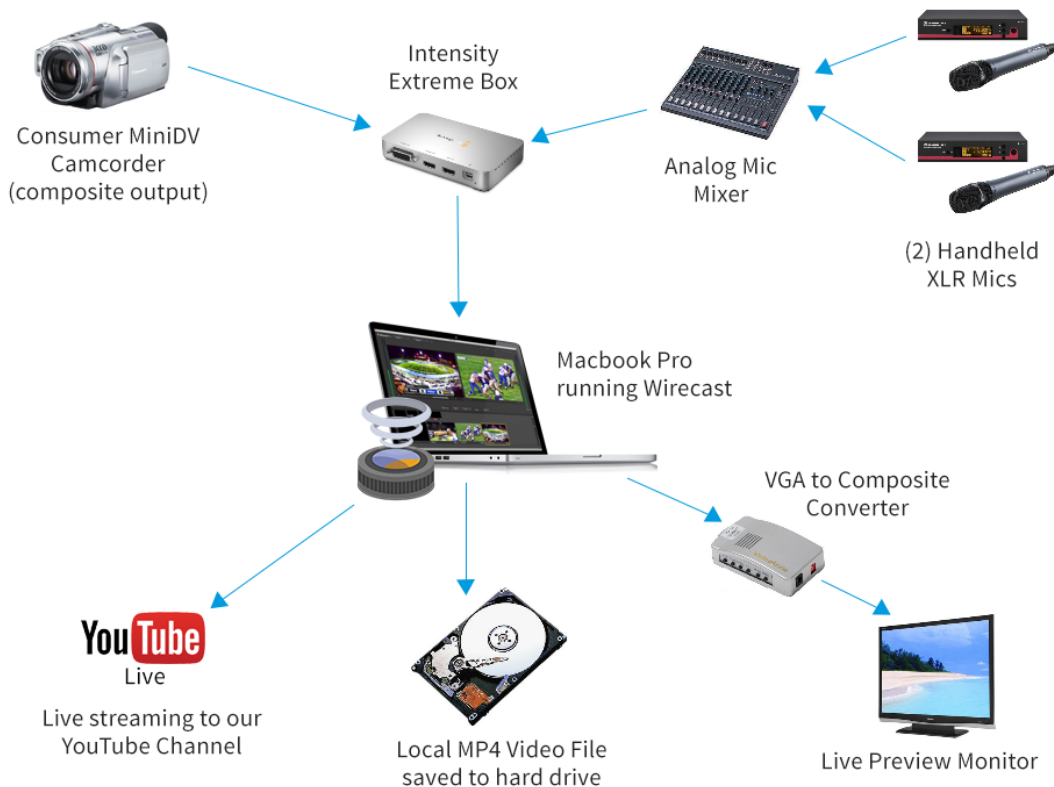 Intensity
Extreme Box
Consumer MiniDV
Camcorder
(composite output)
Analog Mic
Mixer
(2) Handheld
XLR Mics
Macbook Pro
running Wirecast
VGA to Composite
Converter
YouTube
Live
Live streaming to our
YouTube Channel
Local MP4 Video File
saved to hard drive
Live Preview Monitor